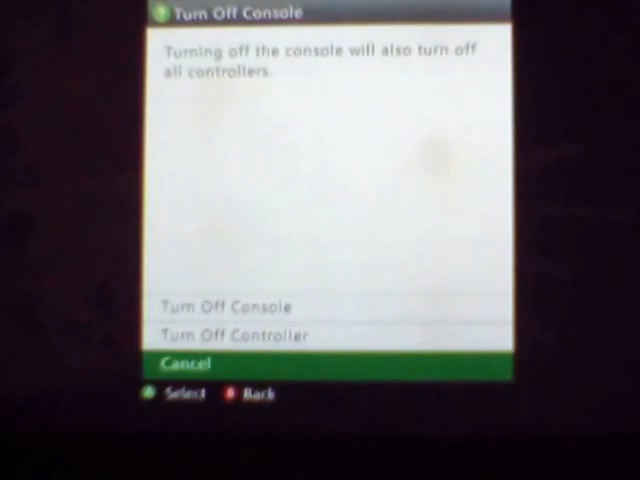 Turn Off Console
Turning off the console will also turn off
all controllers.
Turn Off Console
Turn Off Controller
Cancel
A Select B Back